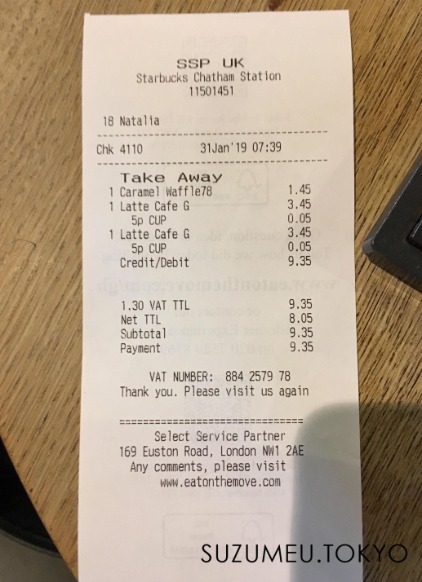 SSP UK
Starbucks Chatham Station
11501451
18 Natalia
Chk 4110 31Jan'19 07:39
Take Away
1 Caramel Waffle78 1.45
1 Latte Cafe G 3.45
5p CUP 0.05
1 Latte Cafe G 3.45
5p CUP 0.05
Credit/Debit 9.35
1.30 VAT TTL 9.35
Net TTL 8.05
Subtotal 9.35
Payment 9.35
VAT NUMBER: 884 2579 78
Thank you. Please visit us again
Select Service Partner
169 Euston Road, London NW1 2AE
Any comments, please visit
www.eatonthemove.com
SUZUMEU.TOKYO